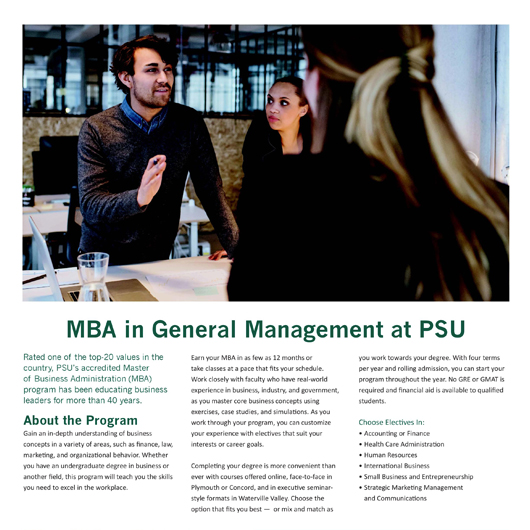 MBA in General Management at PSU
Rated one of the top-20 values in the
country, PSU's accredited Master
of Business Administration (MBA)
program has been educating business
leaders for more than 40 years.
About the Program
Gain an in-depth understanding of business
concepts in a variety of areas, such as finance, law,
marketing, and organizational behavior. Whether
you have an undergraduate degree in business or
another field, this program will teach you the skills
you need to excel in the workplace.
Earn your MBA in as few as 12 months or
take classes at a pace that fits your schedule.
Work closely with faculty who have real-world
experience in business, industry, and government,
as you master core business concepts using
exercises, case studies, and simulations. As you
work through your program, you can customize
your experience with electives that suit your
interests or career goals.
Completing your degree is more convenient than
ever with courses offered online, face-to-face in
Plymouth or Concord, and in executive seminar-
style formats in Waterville Valley. Choose the
option that fits you best — or mix and match as
you work towards your degree. With four terms
per year and rolling admission, you can start your
program throughout the year. No GRE or GMAT is
required and financial aid is available to qualified
students.
Choose Electives In:
• Accounting or Finance
• Health Care Administration
• Human Resources
• International Business
• Small Business and Entrepreneurship
• Strategic Marketing Management
and Communications